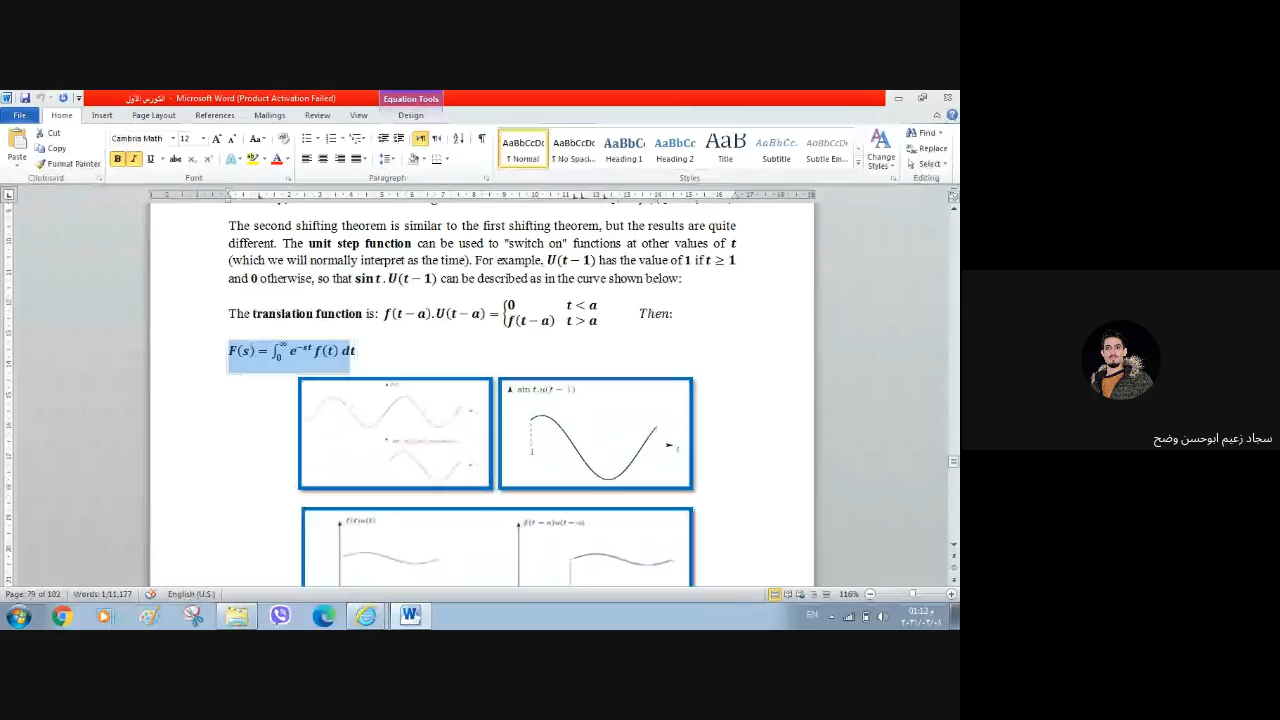 الكورس الاول - Microsoft Word (Product Activation Failed)
Equation Tools
File Home Insert Page Layout References Mailings Review View Design
Paste Cut Copy Format Painter
Clipboard
Cambria Math 12
Font
Paragraph
AaBbCcDc AaBbCcDc AaBbC AaBbCc AaB AaBbCc. AaBbCcDc
¶ Normal ¶ No Spaci... Heading 1 Heading 2 Title Subtitle Subtle Em...
Styles
Change Styles
Find Replace Select
Editing
The second shifting theorem is similar to the first shifting theorem, but the results are quite
different. The unit step function can be used to "switch on" functions at other values of t
(which we will normally interpret as the time). For example, U(t − 1) has the value of 1 if t ≥ 1
and 0 otherwise, so that sin t . U(t − 1) can be described as in the curve shown below:
The translation function is: f(t − a). U(t − a) = {0 t < a
f(t − a) t > a Then:
F(s) = ∫₀^∞ e^{−st} f(t) dt
sin t.u(t − 1)
1
t
f(t)u(t)
f(t − a)u(t − a)
Page: 79 of 102 Words: 1/11,177 English (U.S.) 116%
EN
01:12 م
٢٠٢١/٠٢/٠٨
سجاد زعيم ابوحسن وضح